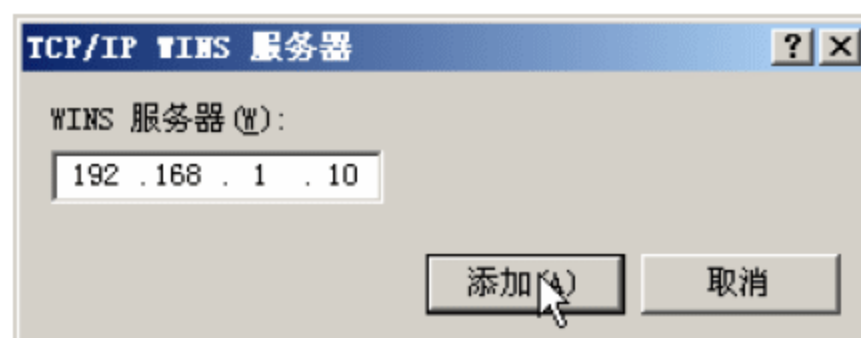 TCP/IP WINS 服务器
WINS 服务器(W):
192 .168 . 1 . 10
添加(A) 取消